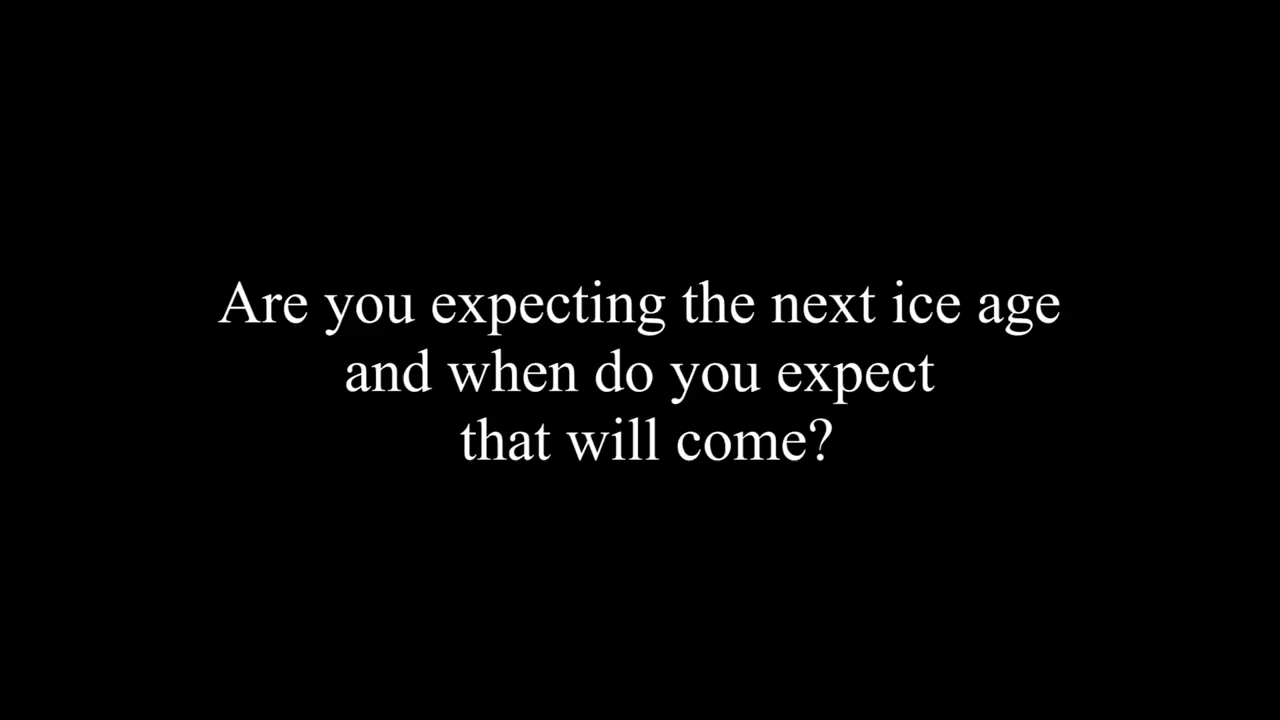 Are you expecting the next ice age
and when do you expect
that will come?